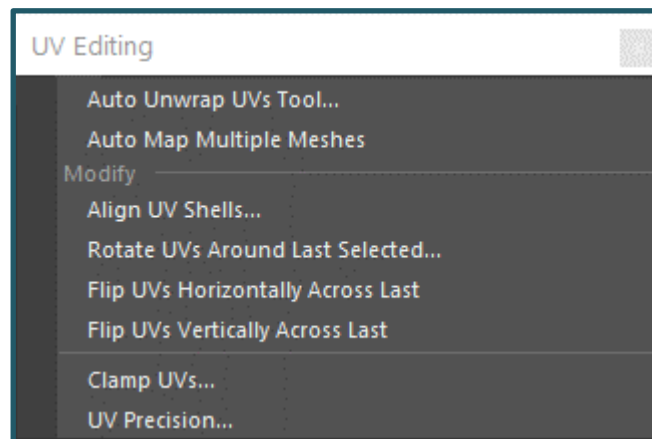 UV Editing
Auto Unwrap UVs Tool...
Auto Map Multiple Meshes
Modify
Align UV Shells...
Rotate UVs Around Last Selected...
Flip UVs Horizontally Across Last
Flip UVs Vertically Across Last
Clamp UVs...
UV Precision...